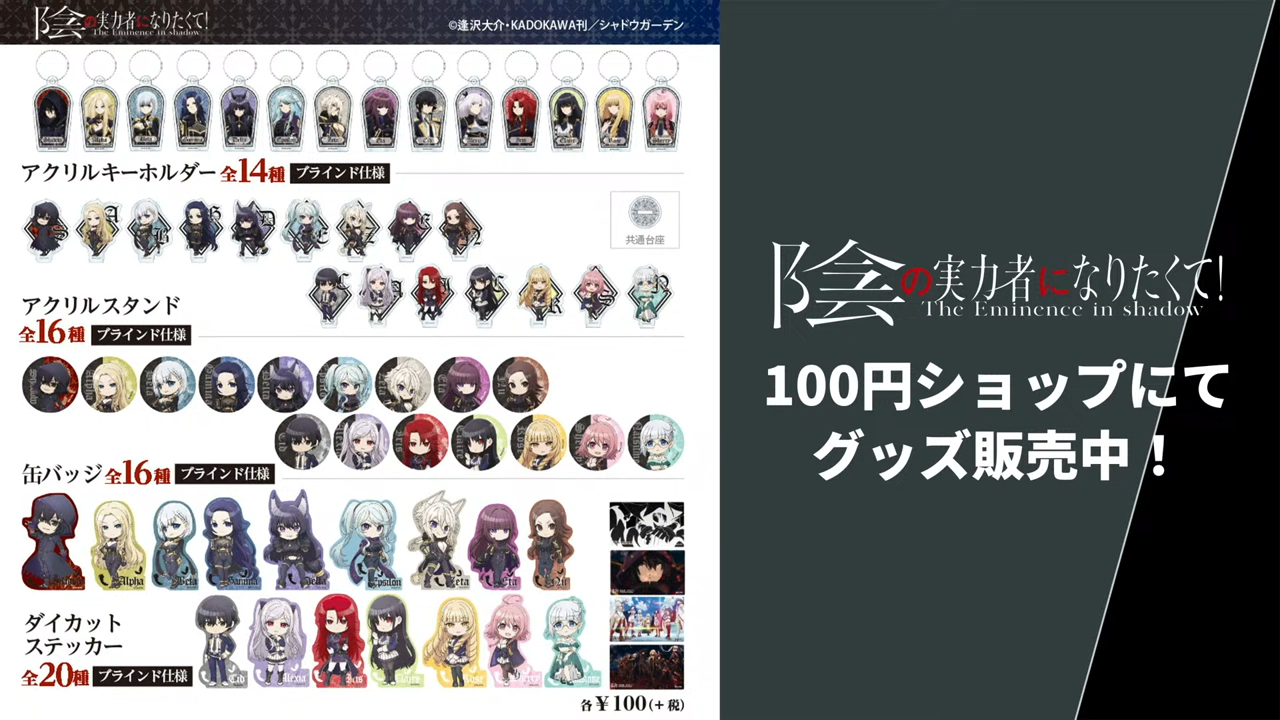 陰の実力者になりたくて!
The Eminence in shadow
©逢沢大介・KADOKAWA刊／シャドウガーデン
アクリルキーホルダー 全14種 ブラインド仕様
共通台座
アクリルスタンド
全16種 ブラインド仕様
缶バッジ 全16種 ブラインド仕様
Alpha
Beta
Gamma
Delta
Epsilon
Zeta
Eta
Nu
ダイカット
ステッカー
全20種 ブラインド仕様
Cid
Alexia
Iris
Claire
Rose
Sherry
各￥100(+税)
陰の実力者になりたくて!
The Eminence in shadow
100円ショップにて
グッズ販売中！